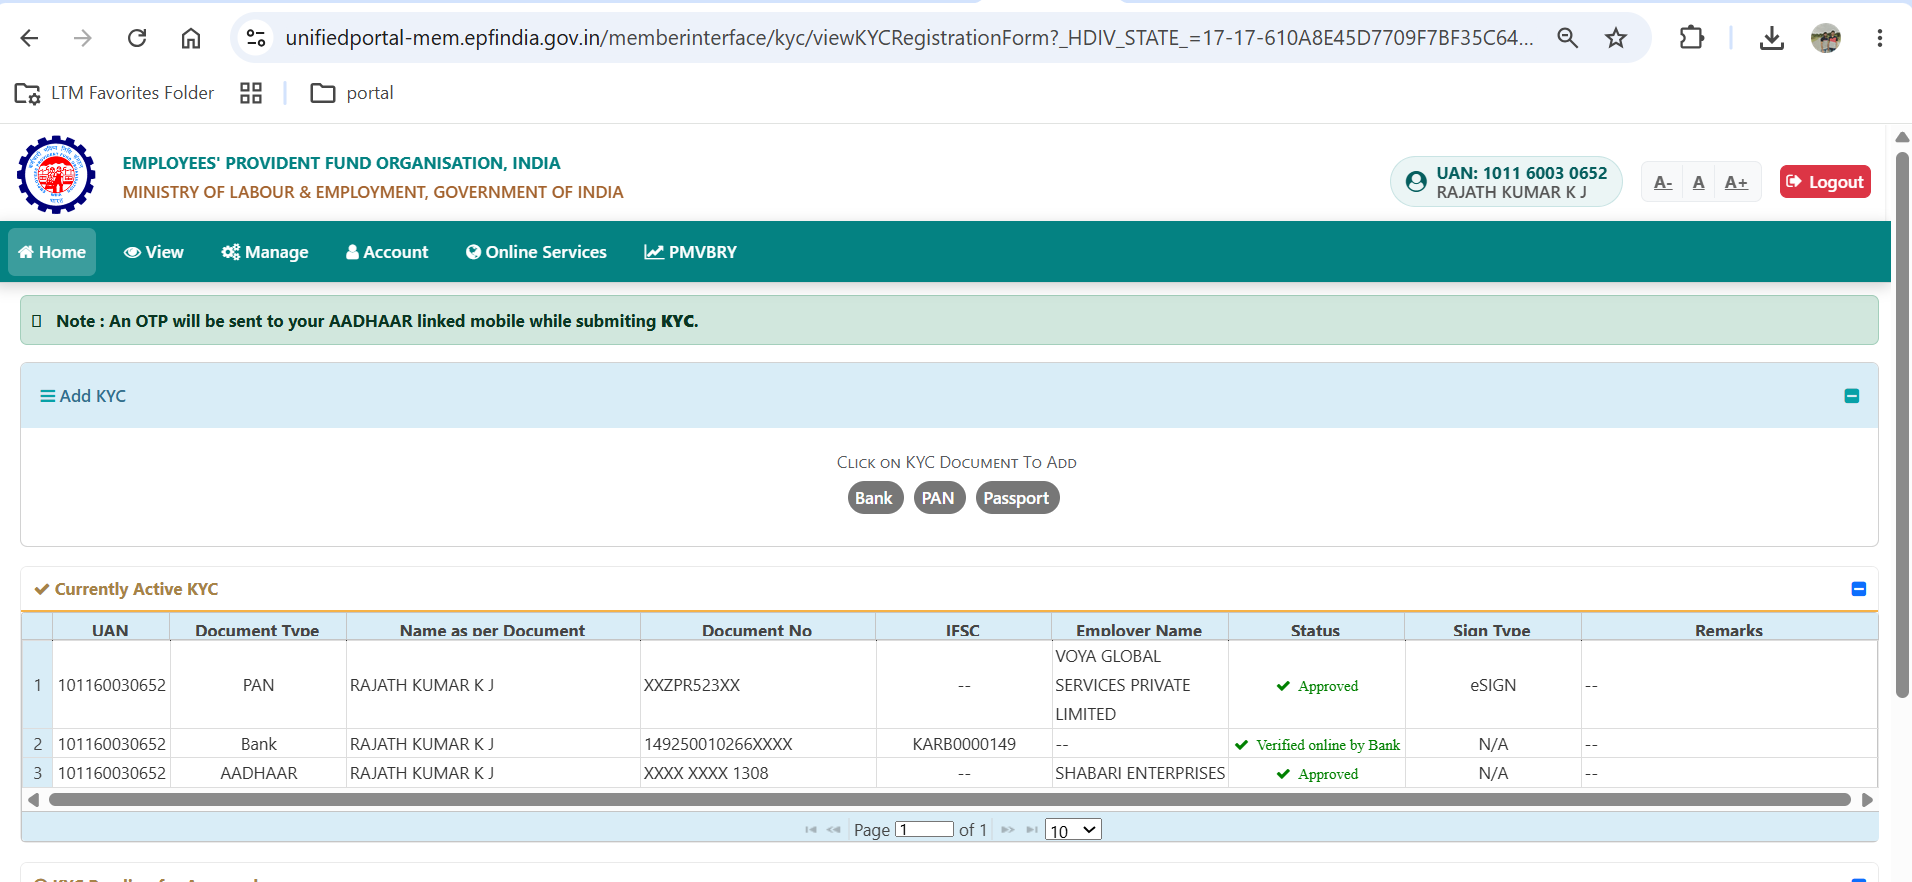 unifiedportal-mem.epfindia.gov.in/memberinterface/kyc/viewKYCRegistrationForm?_HDIV_STATE_=17-17-610A8E45D7709F7BF35C64...
LTM Favorites Folder
portal
EMPLOYEES' PROVIDENT FUND ORGANISATION, INDIA
MINISTRY OF LABOUR & EMPLOYMENT, GOVERNMENT OF INDIA
UAN: 1011 6003 0652
RAJATH KUMAR K J
A- A A+
Logout
Home View Manage Account Online Services PMVBRY
Note : An OTP will be sent to your AADHAAR linked mobile while submiting KYC.
Add KYC
Click on KYC Document To Add
Bank PAN Passport
Currently Active KYC
UAN Document Type Name as per Document Document No IFSC Employer Name Status Sign Type Remarks
1 101160030652 PAN RAJATH KUMAR K J XXZPR523XX -- VOYA GLOBAL SERVICES PRIVATE LIMITED Approved eSIGN --
2 101160030652 Bank RAJATH KUMAR K J 149250010266XXXX KARB0000149 -- Verified online by Bank N/A --
3 101160030652 AADHAAR RAJATH KUMAR K J XXXX XXXX 1308 -- SHABARI ENTERPRISES Approved N/A --
Page 1 of 1 10